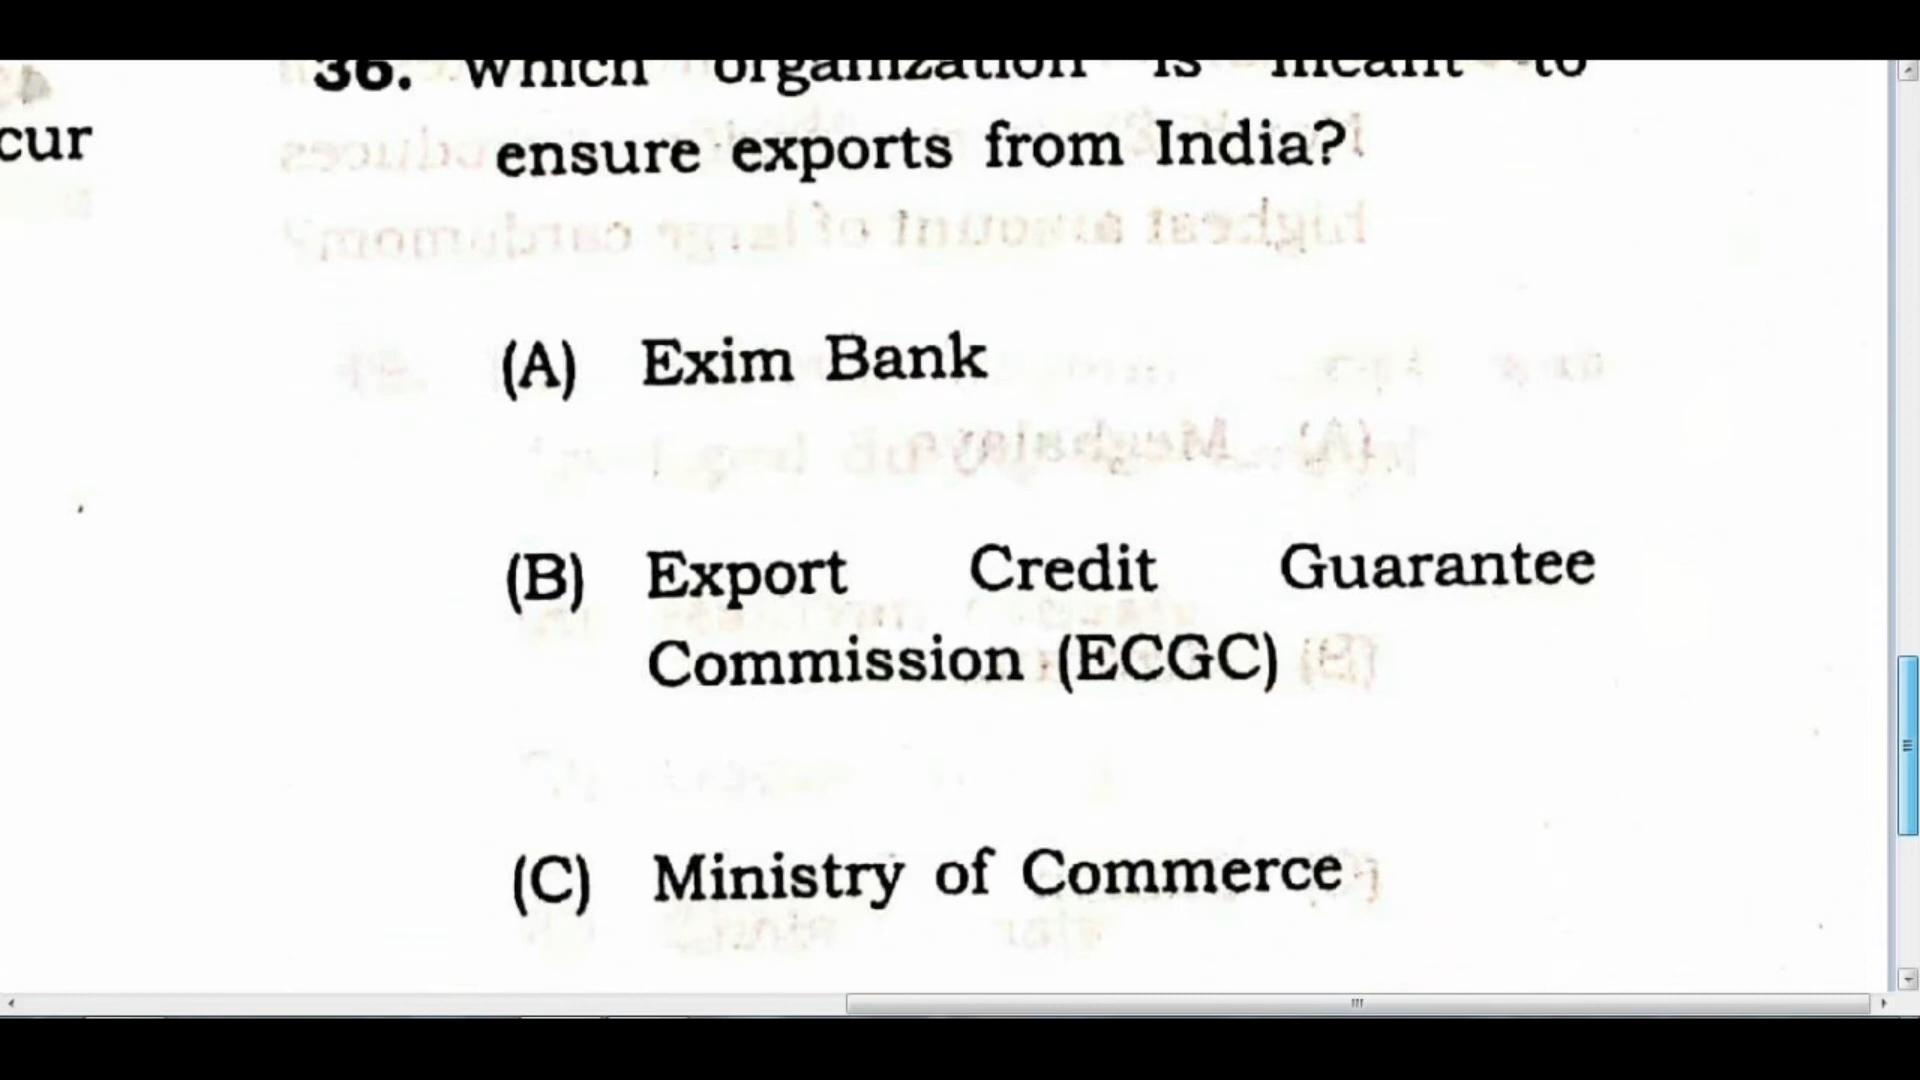 cur
36. Which organization is meant to
ensure exports from India?
(A) Exim Bank
(B) Export Credit Guarantee
Commission (ECGC)
(C) Ministry of Commerce